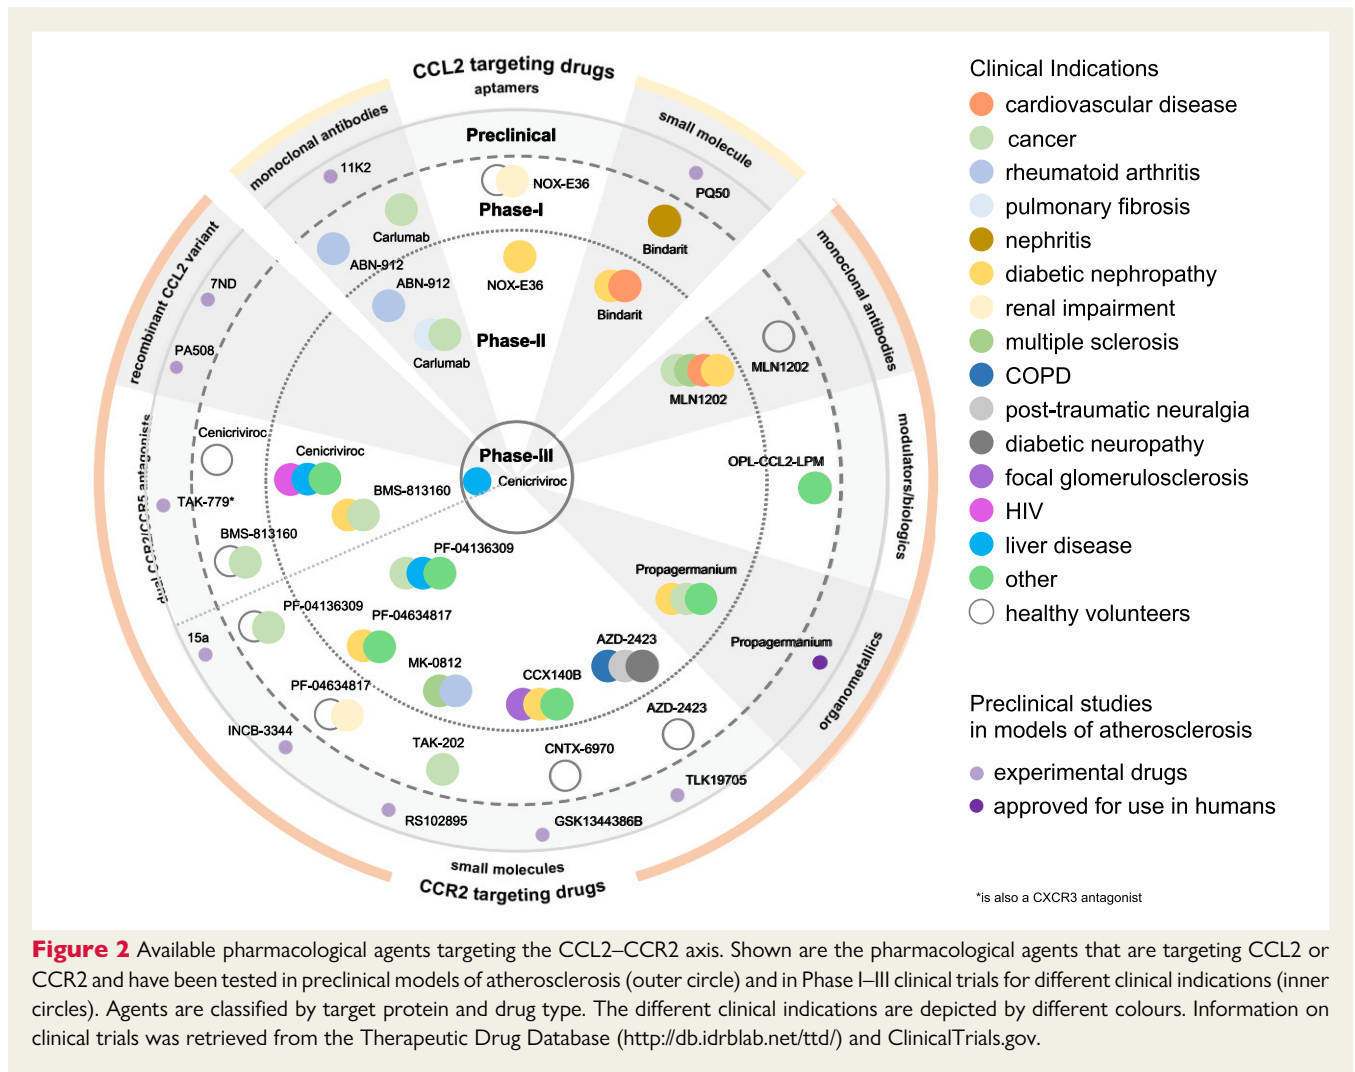 CCL2 targeting drugs
aptamers
monoclonal antibodies
small molecule
Preclinical
11K2
NOX-E36
PQ50
Phase-I
Carlumab
Bindarit
ABN-912
ABN-912
NOX-E36
Bindarit
Phase-II
Carlumab
recombinant CCL2 variant
7ND
PA508
monoclonal antibodies
MLN1202
MLN1202
dual CCR2/CCR5 antagonists
Cenicriviroc
Cenicriviroc
TAK-779*
BMS-813160
BMS-813160
Phase-III
Cenicriviroc
modulators/biologics
OPL-CCL2-LPM
PF-04136309
PF-04136309
Propagermanium
Propagermanium
organometallics
15a
PF-04634817
PF-04634817
MK-0812
AZD-2423
CCX140B
AZD-2423
INCB-3344
TAK-202
CNTX-6970
TLK19705
RS102895
GSK1344386B
small molecules
CCR2 targeting drugs
Clinical Indications
cardiovascular disease
cancer
rheumatoid arthritis
pulmonary fibrosis
nephritis
diabetic nephropathy
renal impairment
multiple sclerosis
COPD
post-traumatic neuralgia
diabetic neuropathy
focal glomerulosclerosis
HIV
liver disease
other
healthy volunteers
Preclinical studies
in models of atherosclerosis
experimental drugs
approved for use in humans
*is also a CXCR3 antagonist
Figure 2 Available pharmacological agents targeting the CCL2–CCR2 axis. Shown are the pharmacological agents that are targeting CCL2 or
CCR2 and have been tested in preclinical models of atherosclerosis (outer circle) and in Phase I–III clinical trials for different clinical indications (inner
circles). Agents are classified by target protein and drug type. The different clinical indications are depicted by different colours. Information on
clinical trials was retrieved from the Therapeutic Drug Database (http://db.idrblab.net/ttd/) and ClinicalTrials.gov.